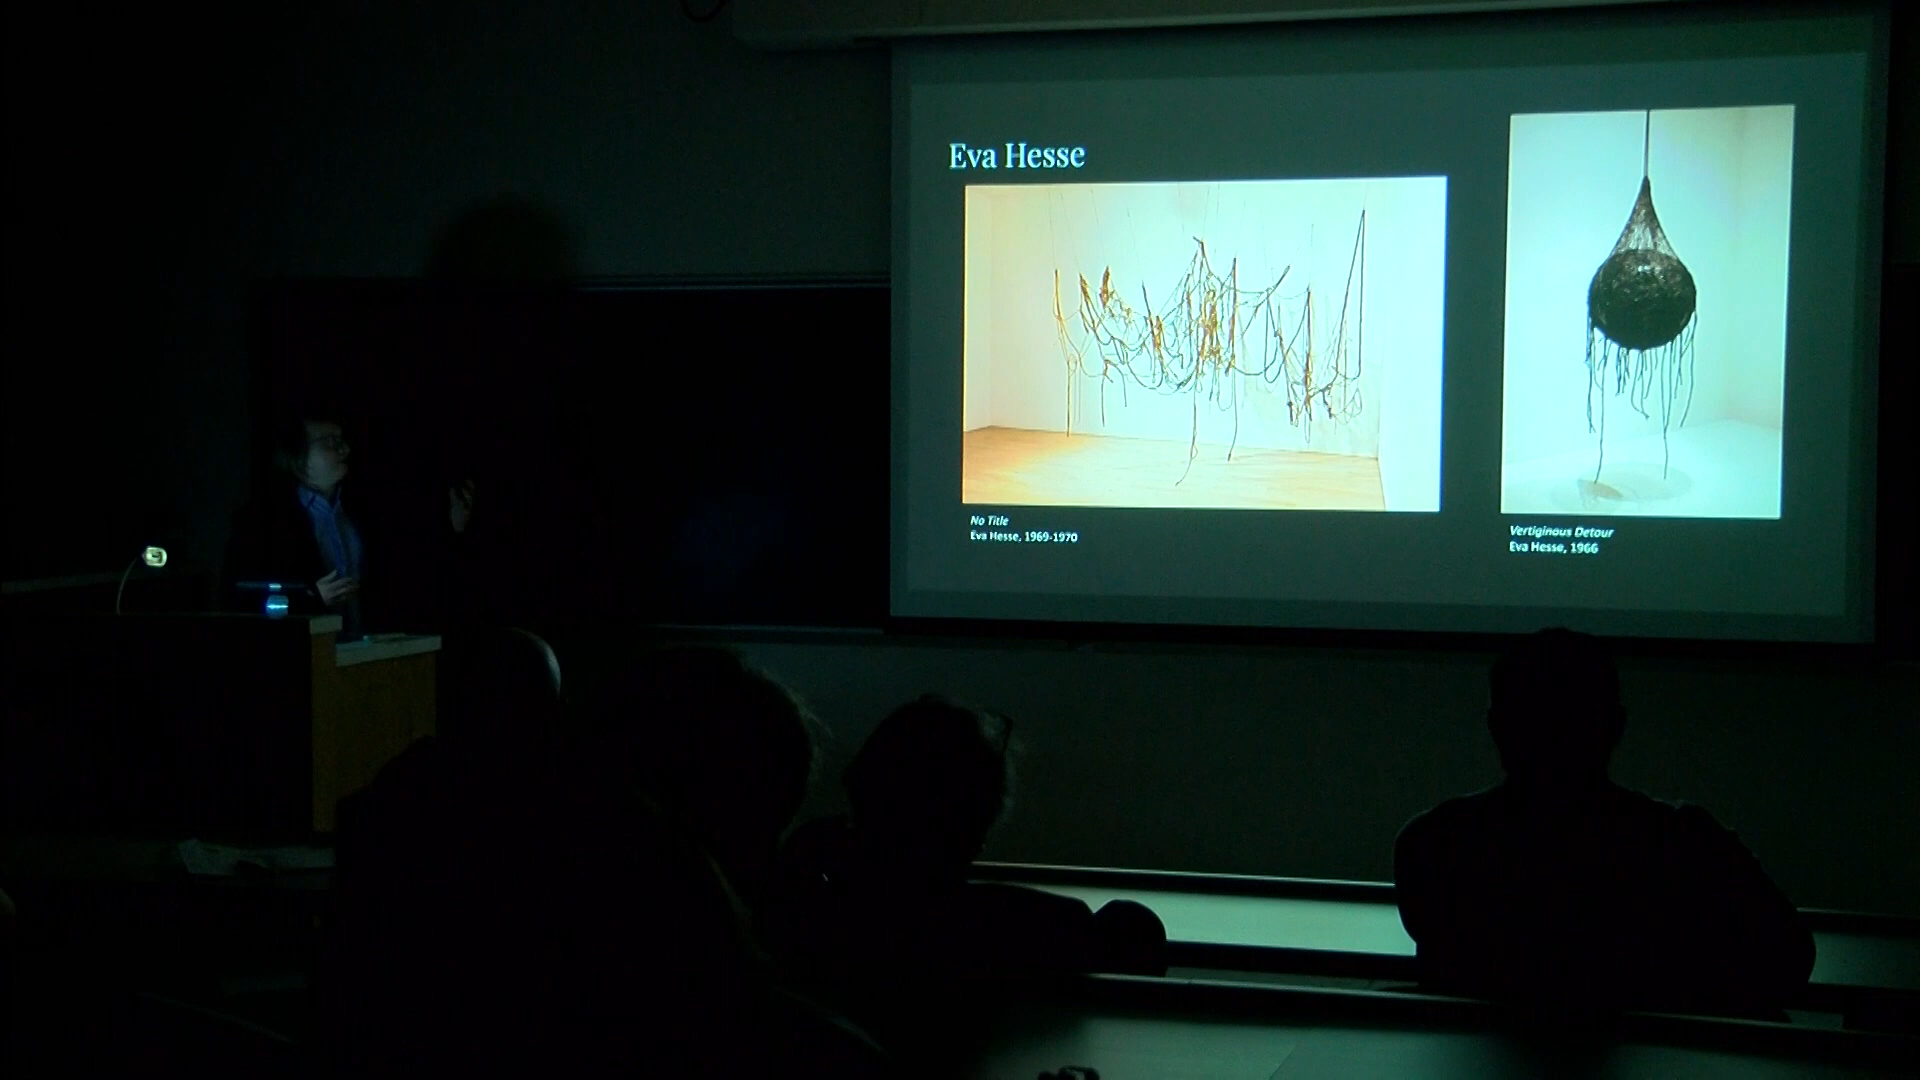 Eva Hesse
No Title
Eva Hesse, 1969-1970
Vertiginous Detour
Eva Hesse, 1966